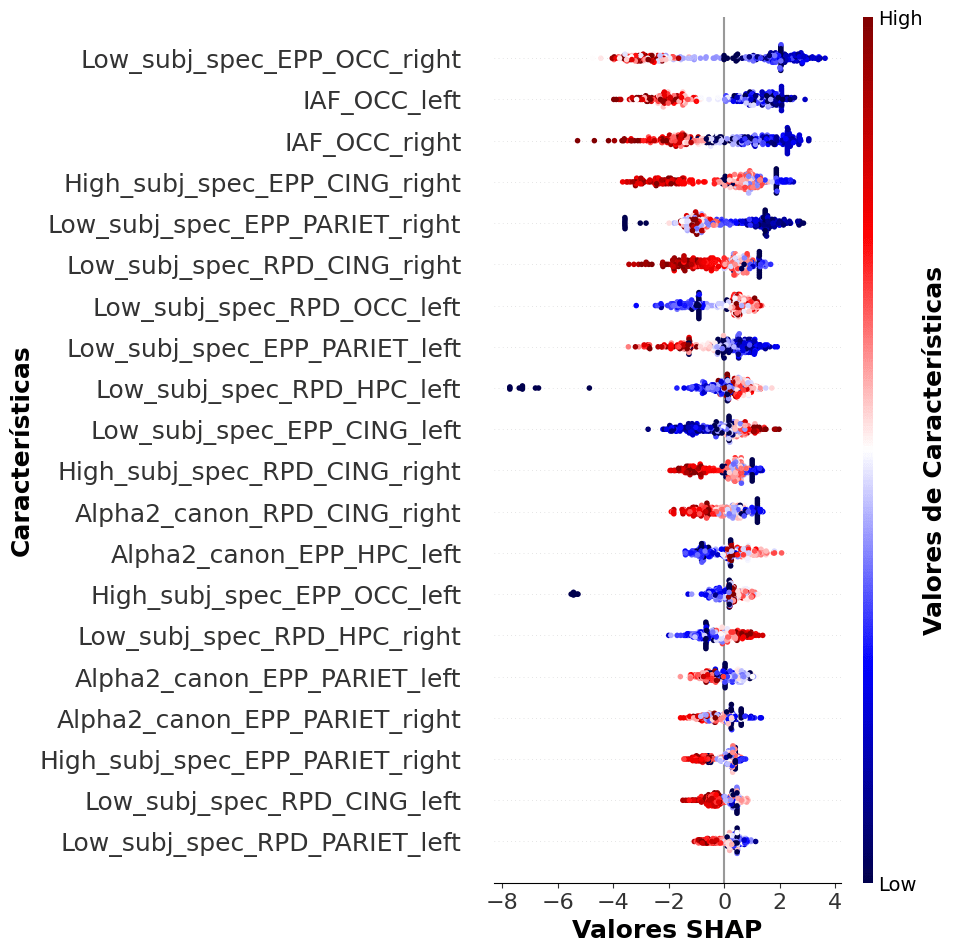 High
Low_subj_spec_EPP_OCC_right
IAF_OCC_left
IAF_OCC_right
High_subj_spec_EPP_CING_right
Low_subj_spec_EPP_PARIET_right
Low_subj_spec_RPD_CING_right
Low_subj_spec_RPD_OCC_left
Low_subj_spec_EPP_PARIET_left
Low_subj_spec_RPD_HPC_left
Low_subj_spec_EPP_CING_left
High_subj_spec_RPD_CING_right
Alpha2_canon_RPD_CING_right
Alpha2_canon_EPP_HPC_left
High_subj_spec_EPP_OCC_left
Low_subj_spec_RPD_HPC_right
Alpha2_canon_EPP_PARIET_left
Alpha2_canon_EPP_PARIET_right
High_subj_spec_EPP_PARIET_right
Low_subj_spec_RPD_CING_left
Low_subj_spec_RPD_PARIET_left
Características
Valores de Características
Low
−8 −6 −4 −2 0 2 4
Valores SHAP